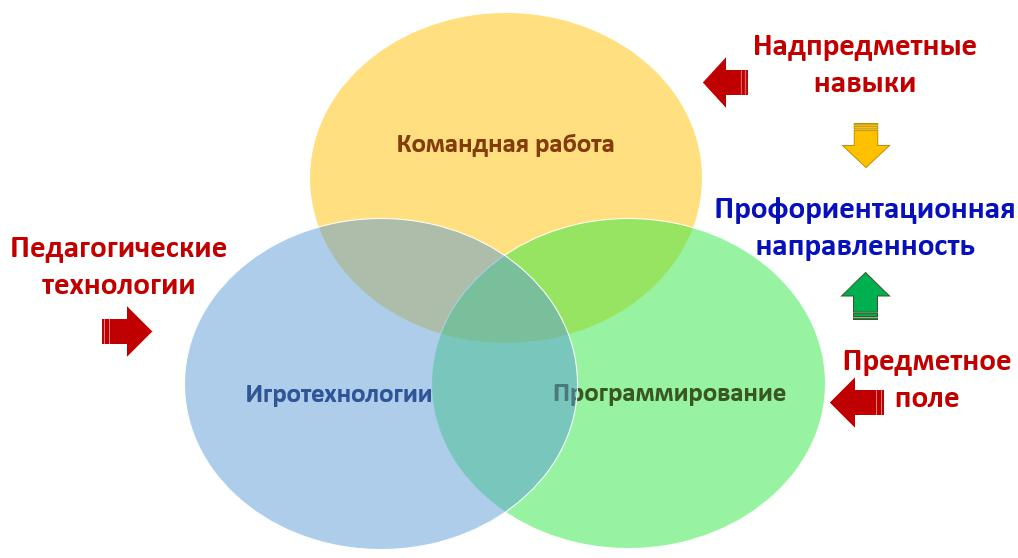 Надпредметные
навыки
Командная работа
Профориентационная
направленность
Педагогические
технологии
Предметное
поле
Игротехнологии
Программирование